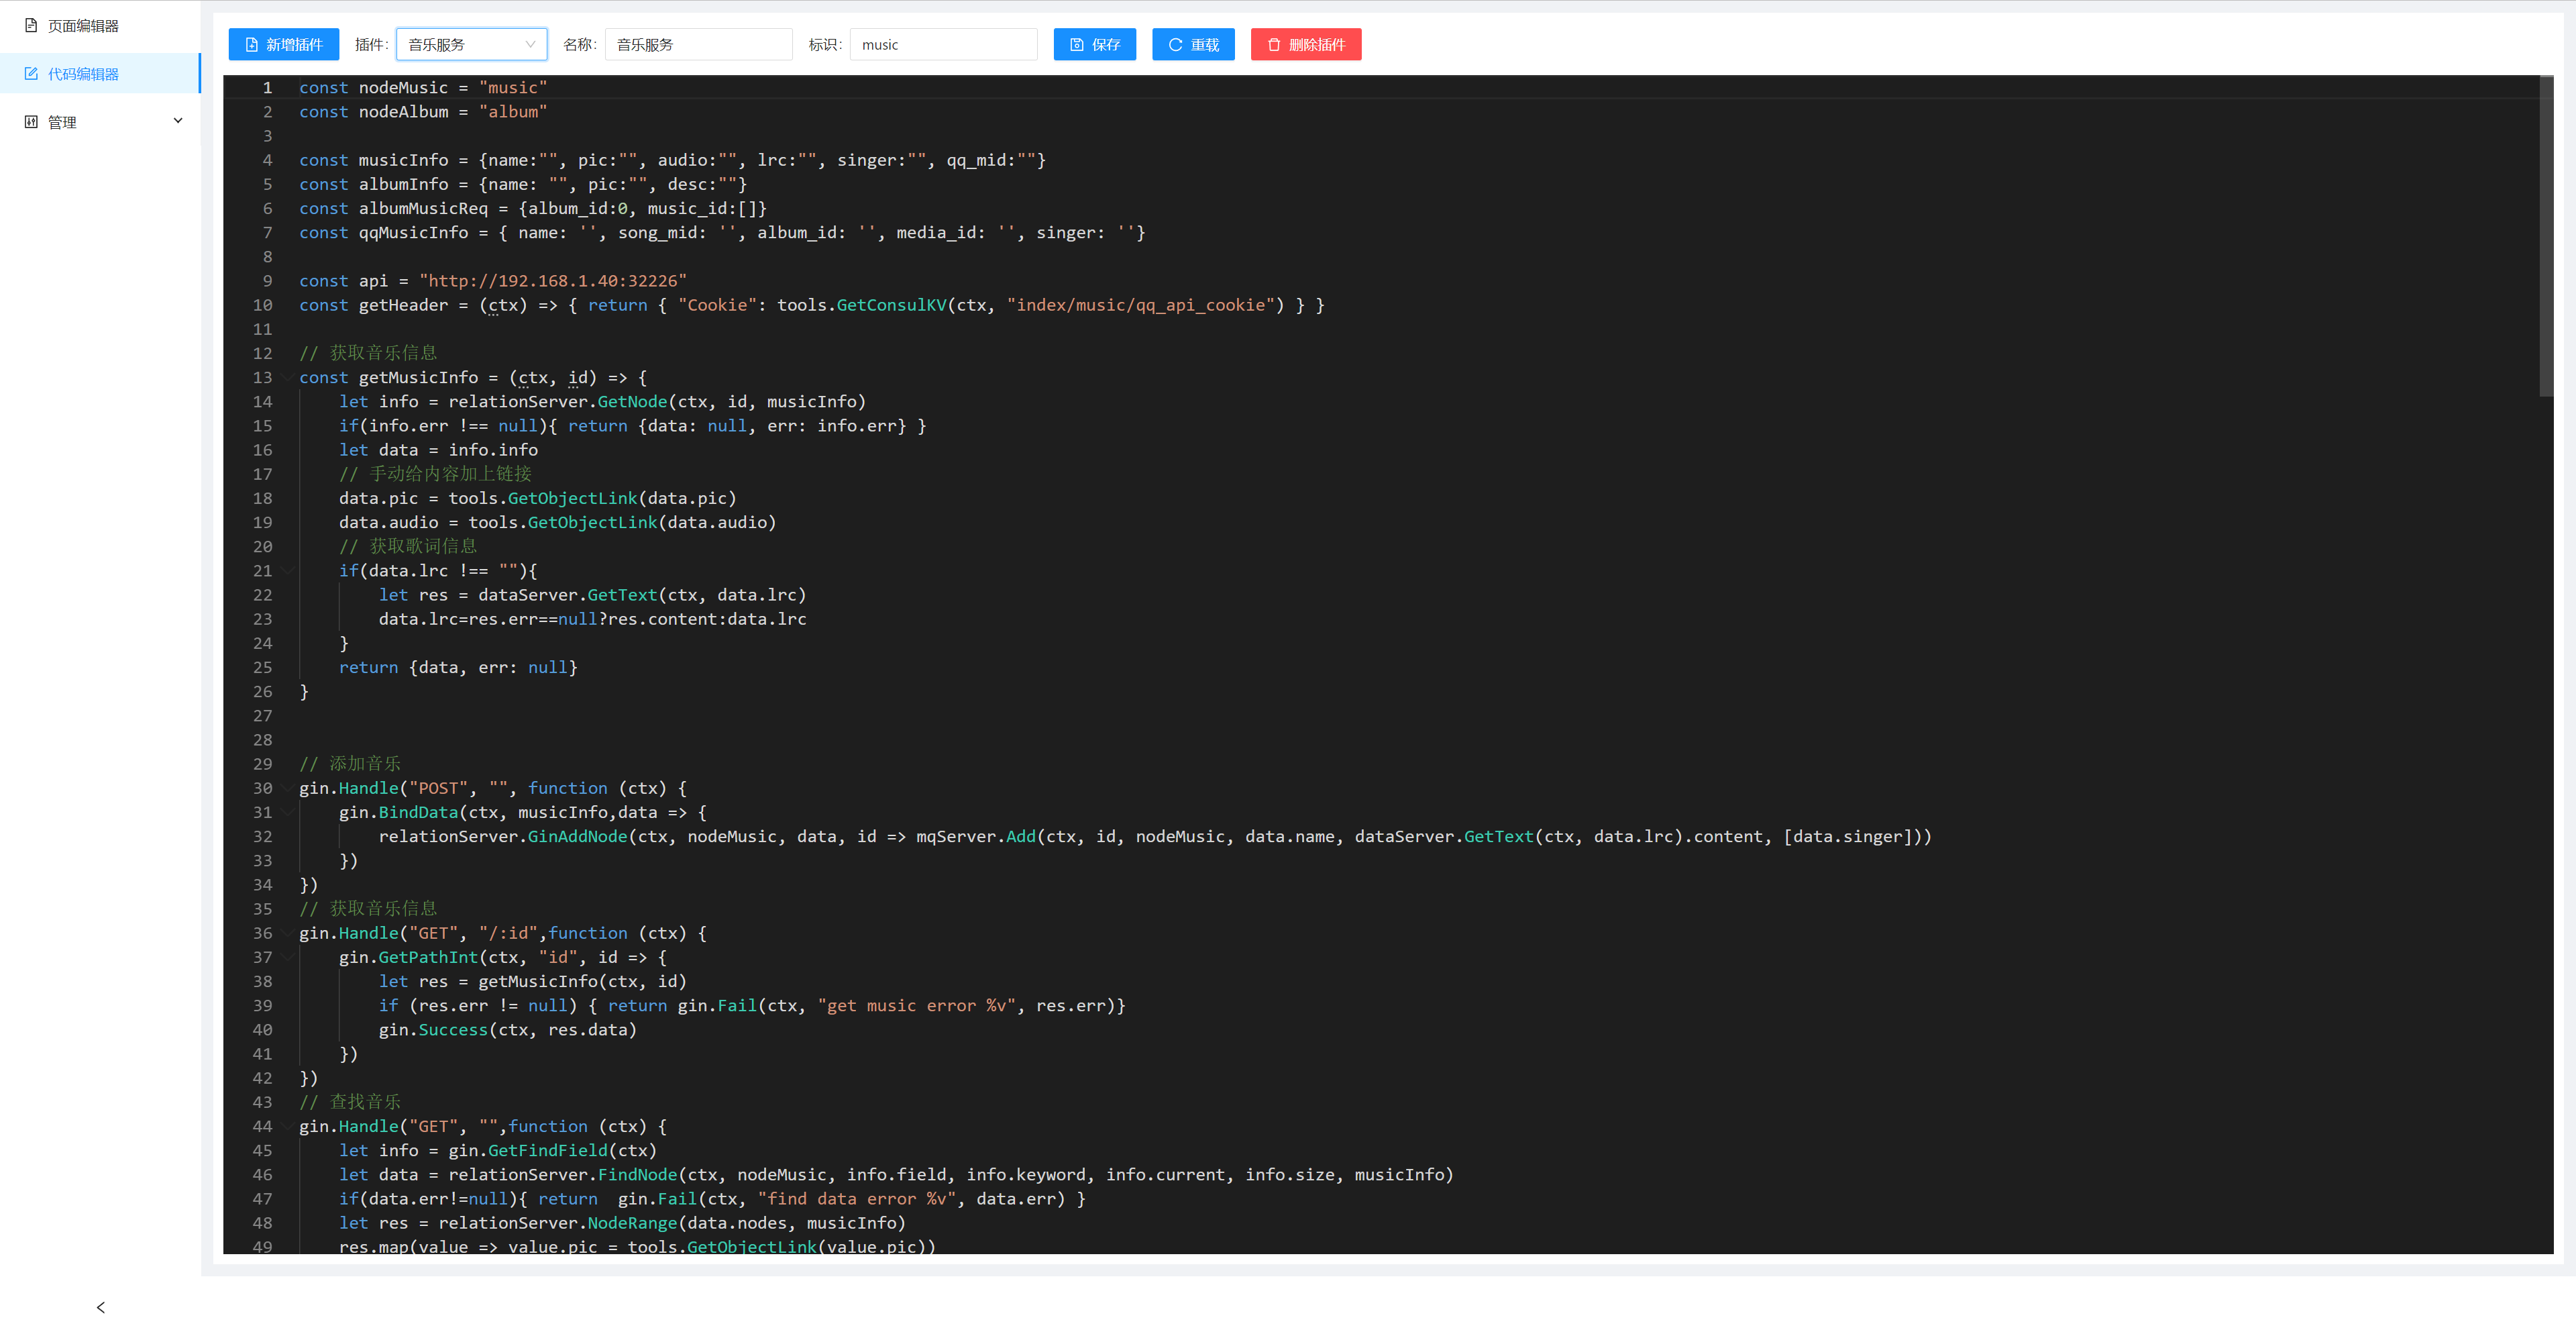 页面编辑器
代码编辑器
管理
新增插件 插件: 音乐服务 名称: 音乐服务 标识: music 保存 重载 删除插件
1 const nodeMusic = "music"
2 const nodeAlbum = "album"
3
4 const musicInfo = {name:"", pic:"", audio:"", lrc:"", singer:"", qq_mid:""}
5 const albumInfo = {name: "", pic:"", desc:""}
6 const albumMusicReq = {album_id:0, music_id:[]}
7 const qqMusicInfo = { name: '', song_mid: '', album_id: '', media_id: '', singer: ''}
8
9 const api = "http://192.168.1.40:32226"
10 const getHeader = (ctx) => { return { "Cookie": tools.GetConsulKV(ctx, "index/music/qq_api_cookie") } }
11
12 // 获取音乐信息
13 const getMusicInfo = (ctx, id) => {
14     let info = relationServer.GetNode(ctx, id, musicInfo)
15     if(info.err !== null){ return {data: null, err: info.err} }
16     let data = info.info
17     // 手动给内容加上链接
18     data.pic = tools.GetObjectLink(data.pic)
19     data.audio = tools.GetObjectLink(data.audio)
20     // 获取歌词信息
21     if(data.lrc !== ""){
22         let res = dataServer.GetText(ctx, data.lrc)
23         data.lrc=res.err==null?res.content:data.lrc
24     }
25     return {data, err: null}
26 }
27
28
29 // 添加音乐
30 gin.Handle("POST", "", function (ctx) {
31     gin.BindData(ctx, musicInfo,data => {
32         relationServer.GinAddNode(ctx, nodeMusic, data, id => mqServer.Add(ctx, id, nodeMusic, data.name, dataServer.GetText(ctx, data.lrc).content, [data.singer]))
33     })
34 })
35 // 获取音乐信息
36 gin.Handle("GET", "/:id",function (ctx) {
37     gin.GetPathInt(ctx, "id", id => {
38         let res = getMusicInfo(ctx, id)
39         if (res.err != null) { return gin.Fail(ctx, "get music error %v", res.err)}
40         gin.Success(ctx, res.data)
41     })
42 })
43 // 查找音乐
44 gin.Handle("GET", "",function (ctx) {
45     let info = gin.GetFindField(ctx)
46     let data = relationServer.FindNode(ctx, nodeMusic, info.field, info.keyword, info.current, info.size, musicInfo)
47     if(data.err!=null){ return  gin.Fail(ctx, "find data error %v", data.err) }
48     let res = relationServer.NodeRange(data.nodes, musicInfo)
49     res.map(value => value.pic = tools.GetObjectLink(value.pic))